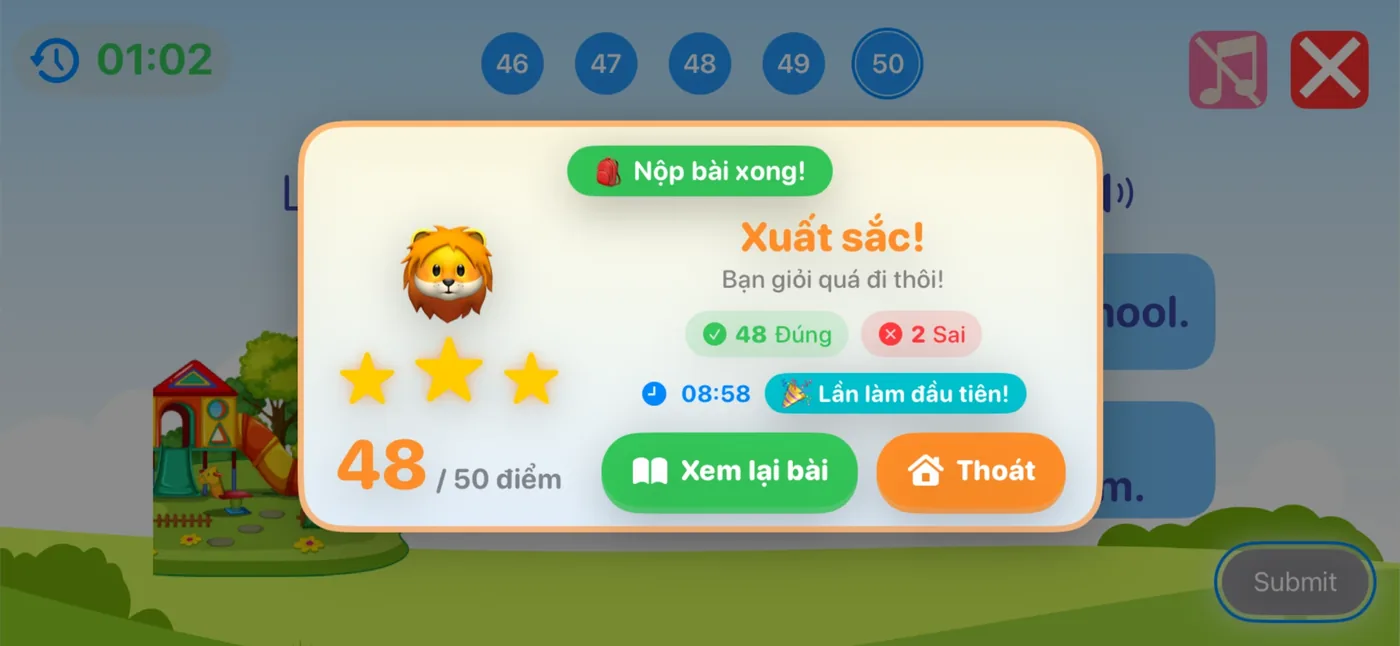 01:02
46 47 48 49 50
Nộp bài xong!
Xuất sắc!
Bạn giỏi quá đi thôi!
48 Đúng 2 Sai
08:58 Lần làm đầu tiên!
48 / 50 điểm
Xem lại bài Thoát
Submit